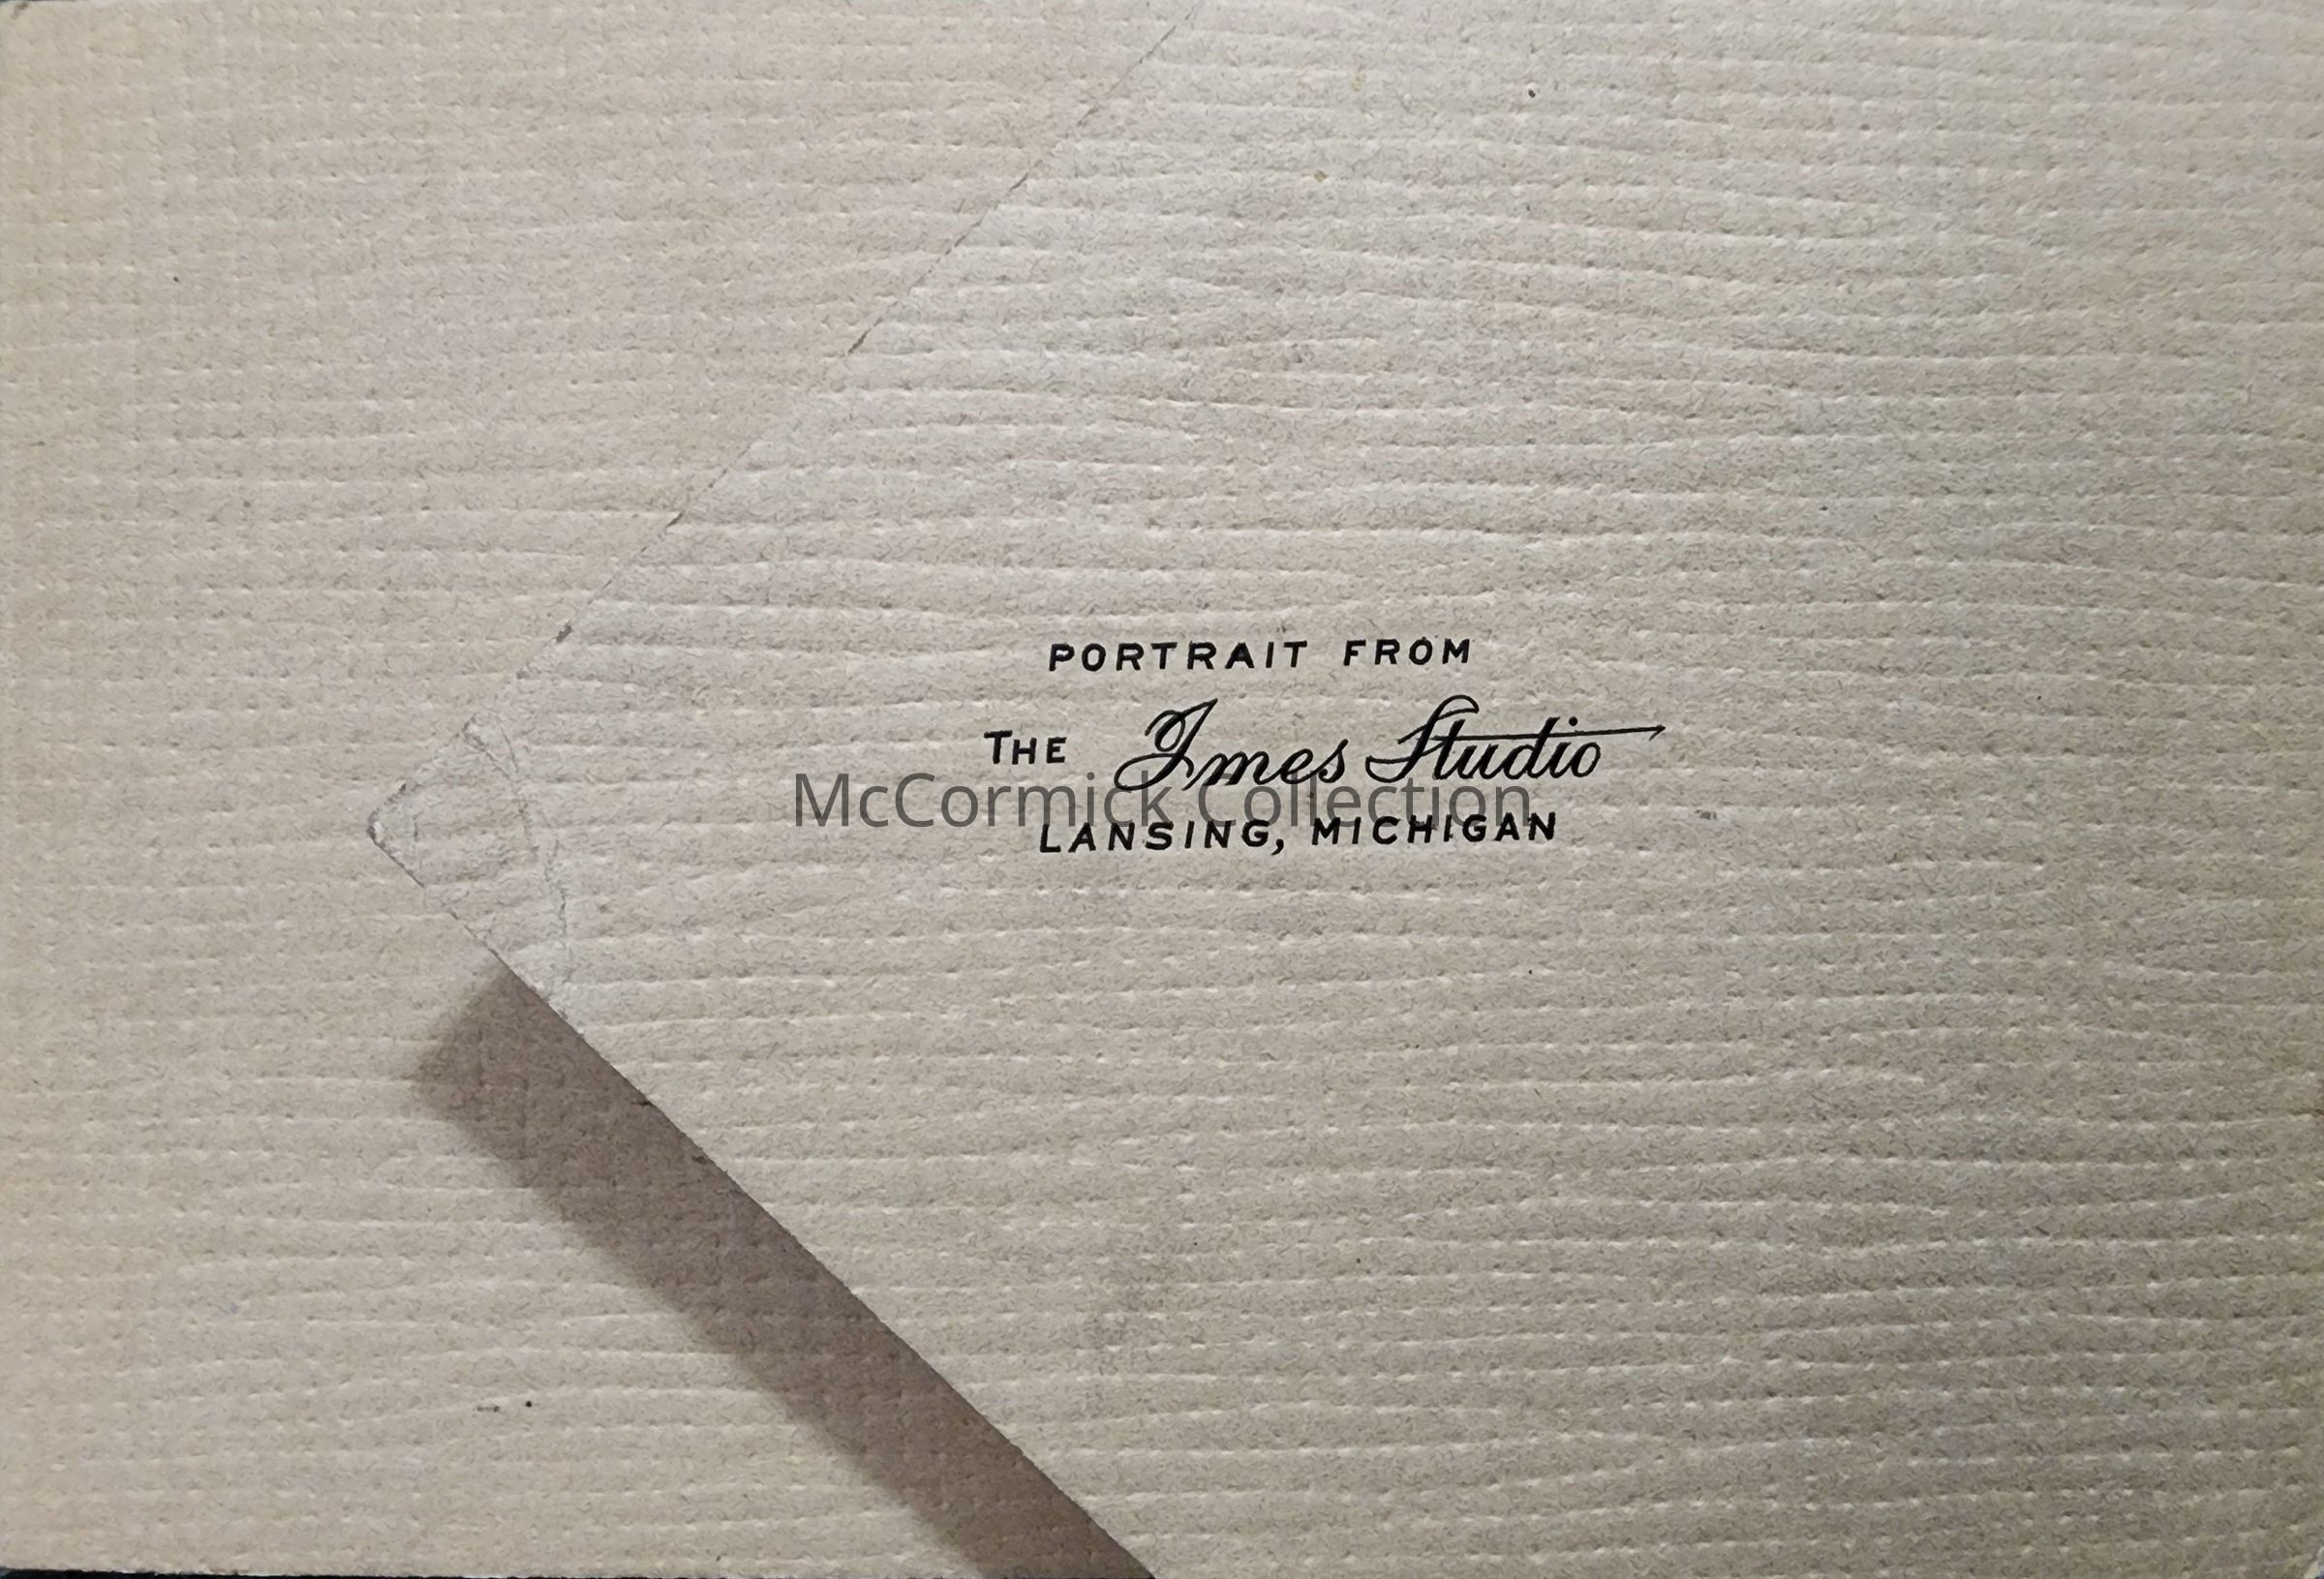 PORTRAIT FROM
THE Imes Studio
McCormick Collection
LANSING, MICHIGAN